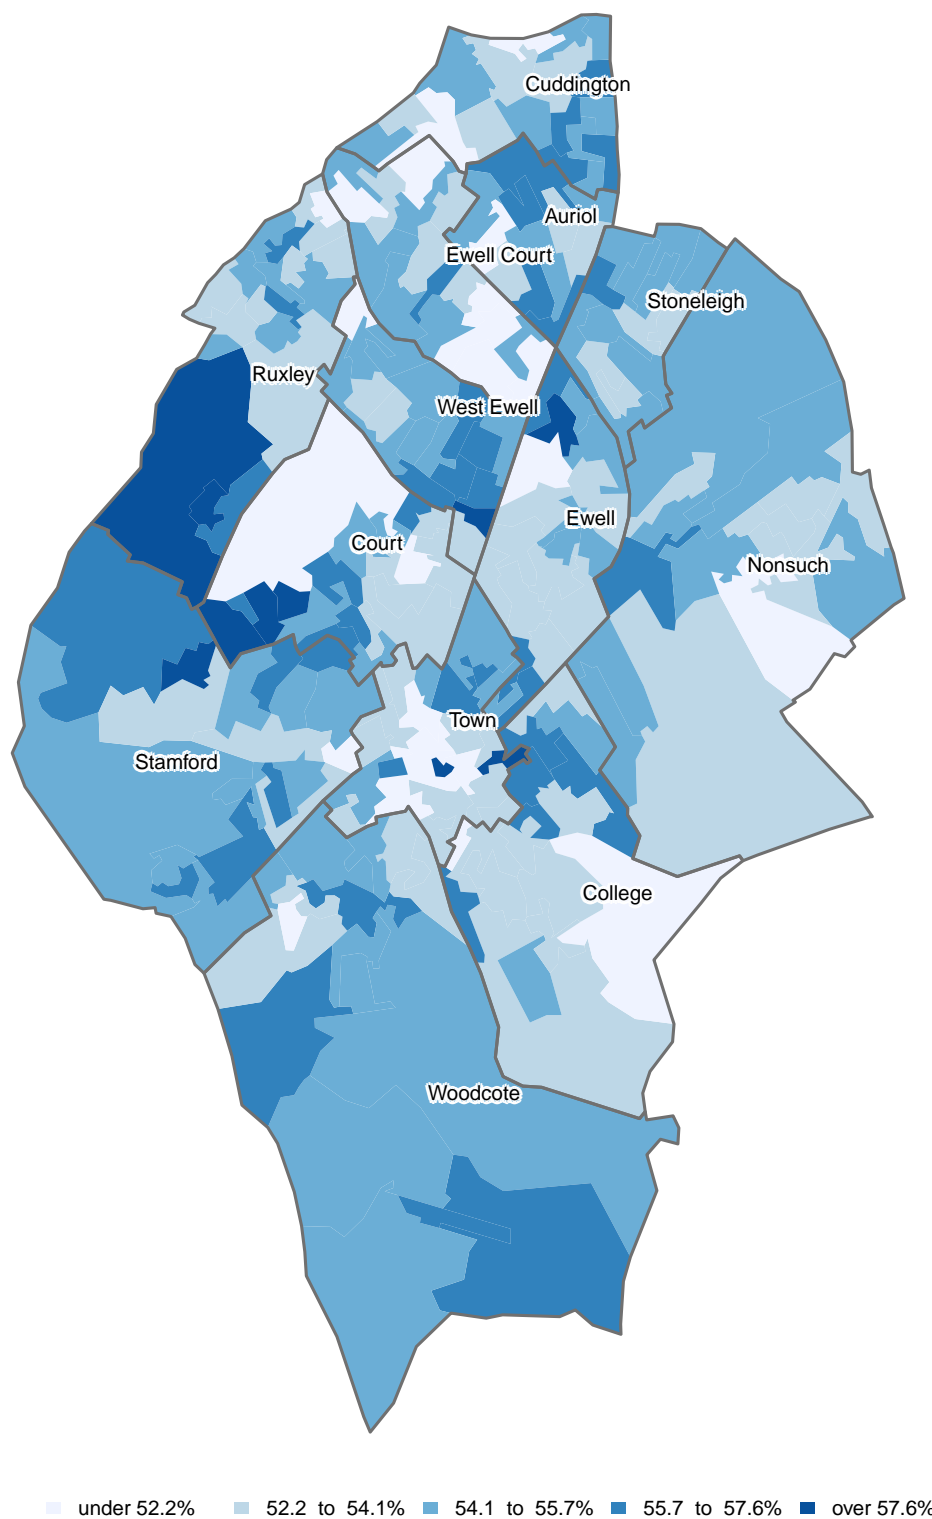 Cuddington
Auriol
Ewell Court
Stoneleigh
Ruxley
West Ewell
Ewell
Court
Nonsuch
Town
Stamford
College
Woodcote
under 52.2%
52.2 to 54.1%
54.1 to 55.7%
55.7 to 57.6%
over 57.6%